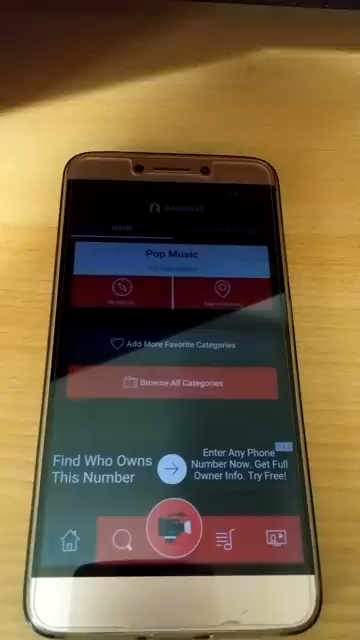 HOME
Pop Music
Add More Favorite Categories
Browse All Categories
Find Who Owns
This Number
Enter Any Phone
Number Now. Get Full
Owner Info. Try Free!